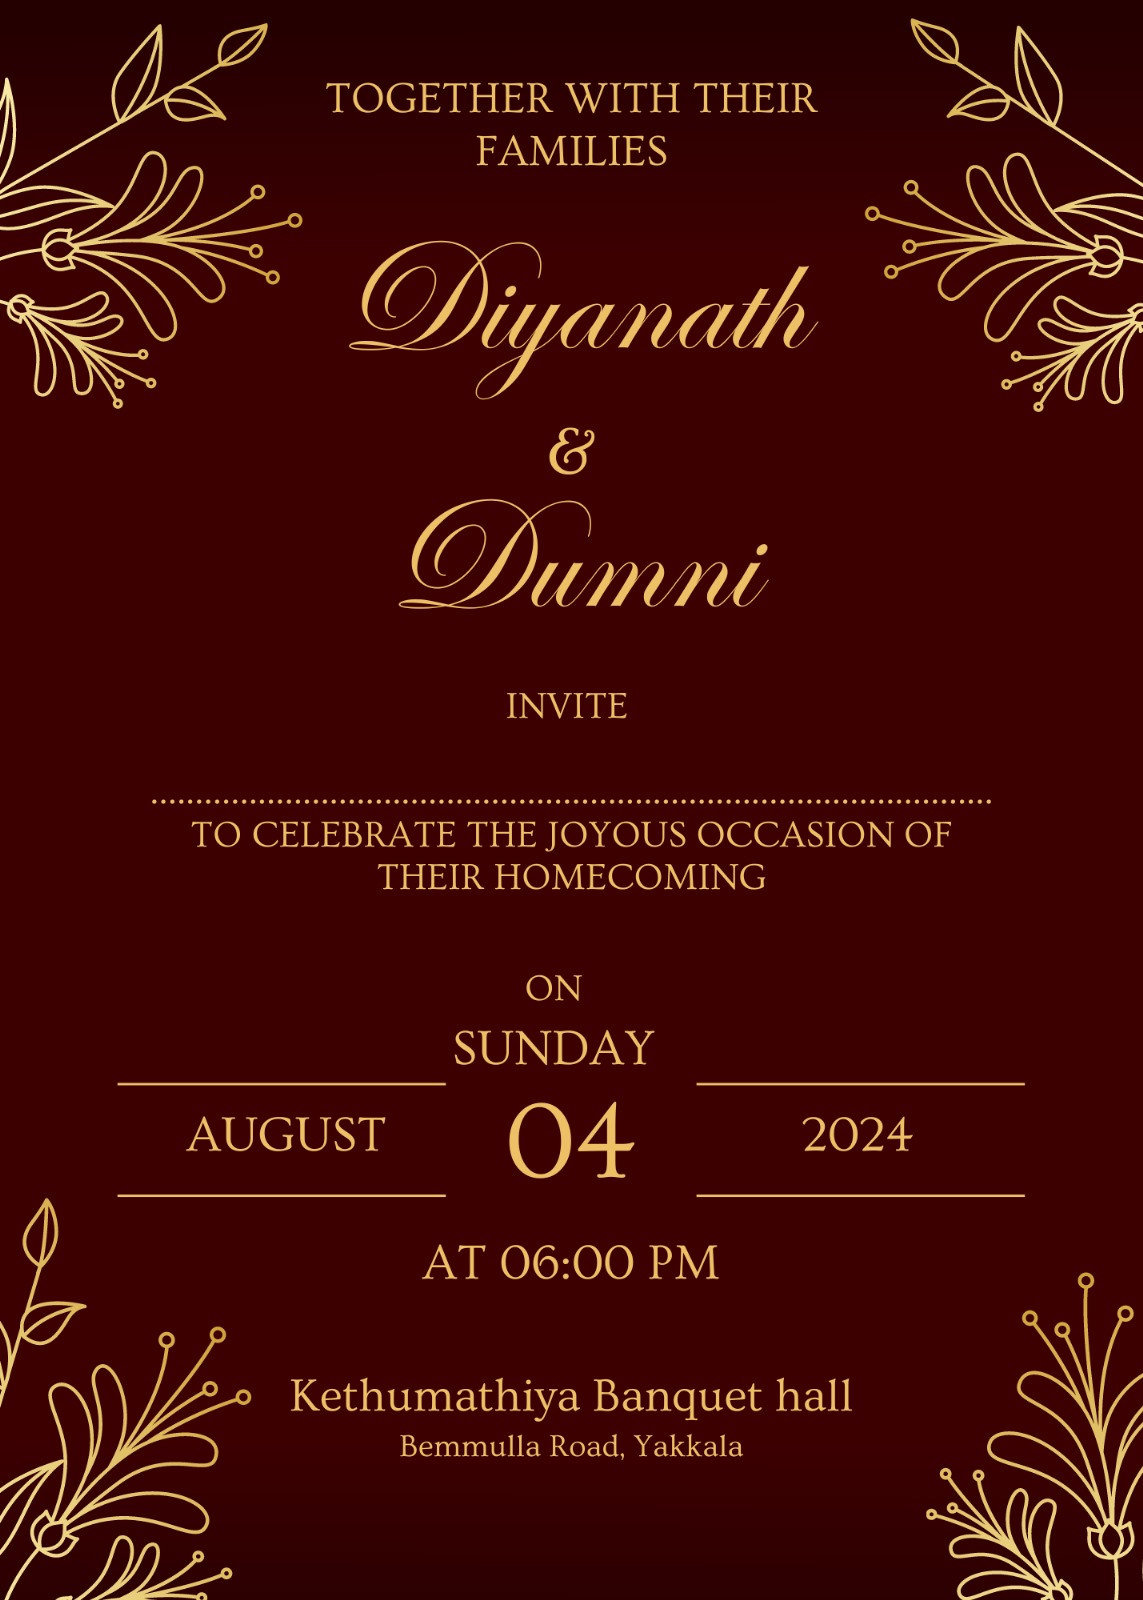 TOGETHER WITH THEIR
FAMILIES
Diyanath
&
Dumni
INVITE
................................................................................................
TO CELEBRATE THE JOYOUS OCCASION OF
THEIR HOMECOMING
ON
SUNDAY
AUGUST 04 2024
AT 06:00 PM
Kethumathiya Banquet hall
Bemmulla Road, Yakkala